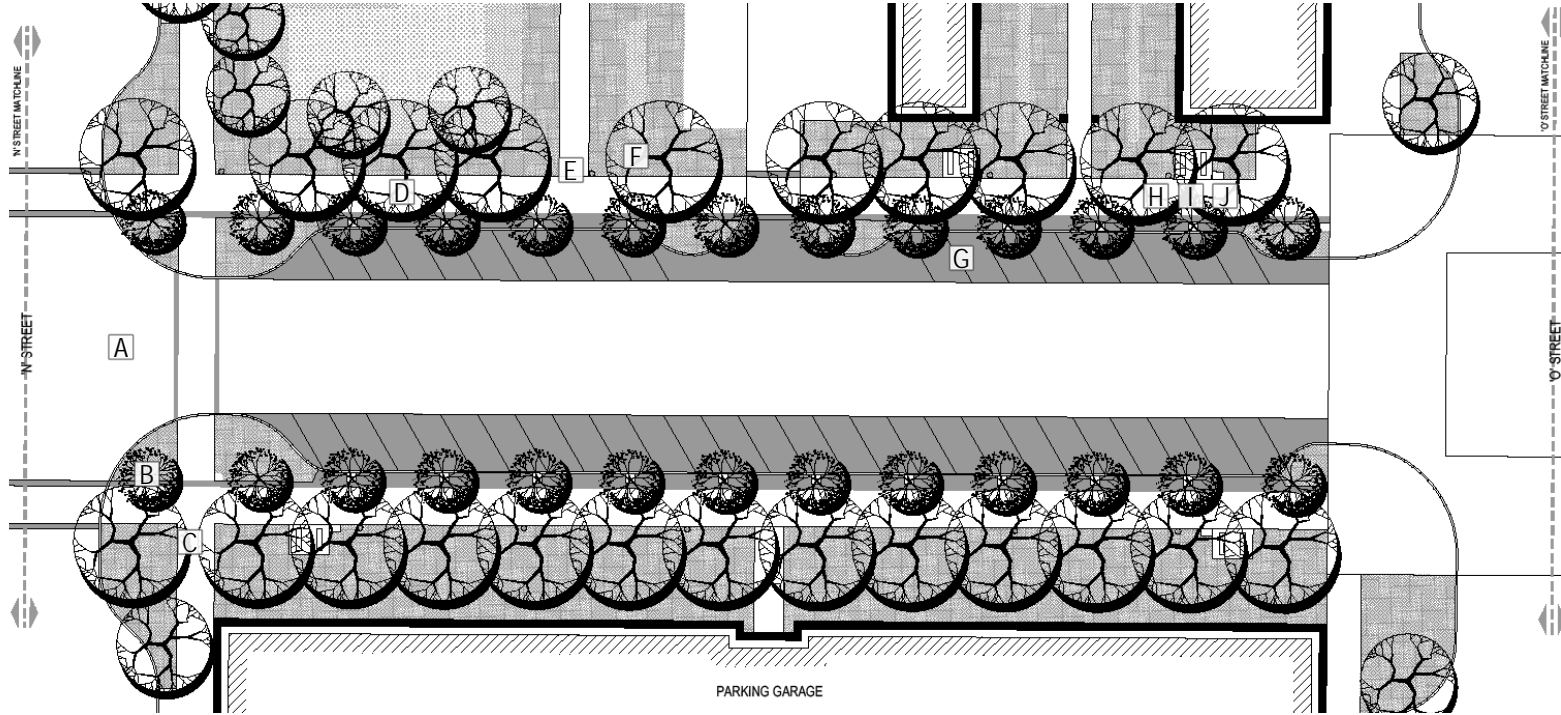 'N' STREET MATCHLINE
'O' STREET MATCHLINE
E
F
D
H
I
J
G
A
'N' STREET
'O' STREET
B
C
PARKING GARAGE